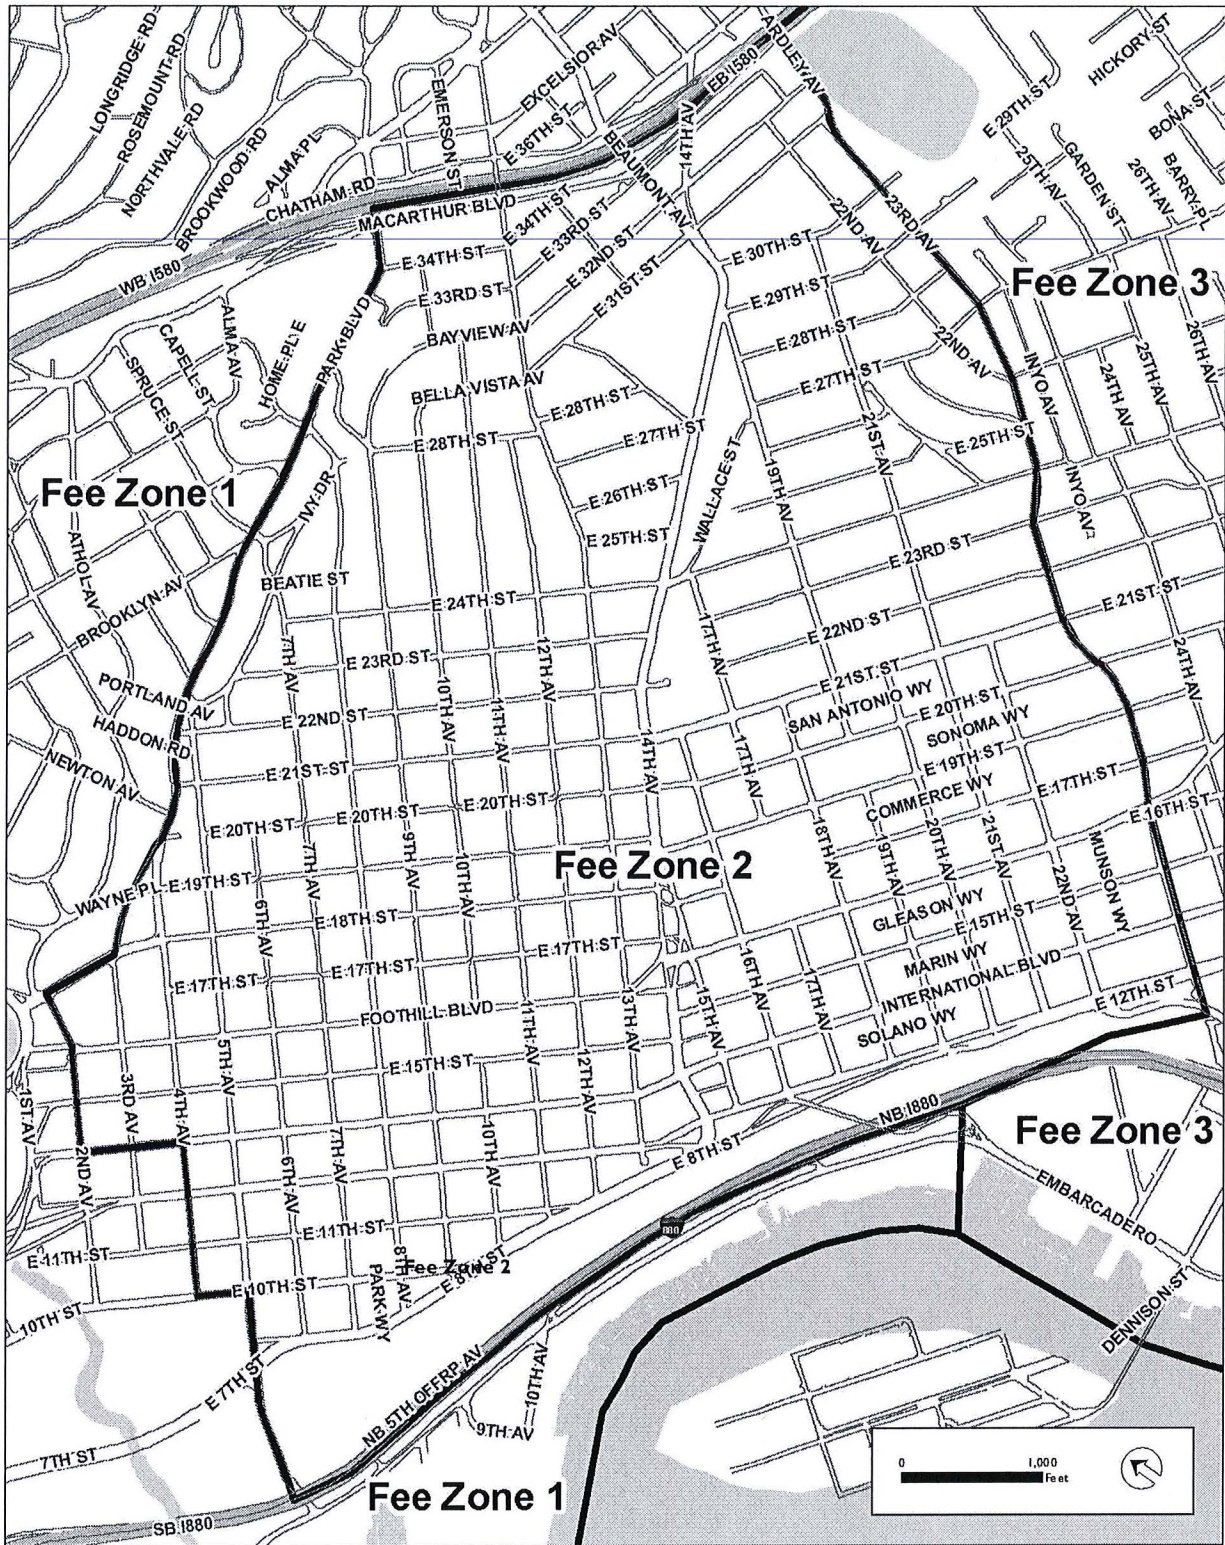 LONGRIDGE RD
ROSEMOUNT RD
NORTHVALE RD
BROOKWOOD RD
ALMA PL
CHATHAM RD
EMERSON ST
EXCELSIOR AV
E 36TH ST
BEAUMONT AV
14TH AV
EB I580
ARDLEY AV
HICKORY ST
E 29TH ST
BONA ST
25TH AV
GARDEN ST
26TH AV
BARRY PL
MACARTHUR BLVD
WB I580
E 34TH ST
E 34TH ST
E 33RD ST
E 32ND ST
E 31ST ST
E 30TH ST
22ND AV
23RD AV
Fee Zone 3
E 33RD ST
E 29TH ST
BAYVIEW AV
E 28TH ST
22ND AV
26TH AV
ALMA AV
CAPELL ST
SPRUCE ST
HOME PL E
PARK BLVD
BELLA VISTA AV
E 28TH ST
E 27TH ST
INYO AV
24TH AV
25TH AV
E 28TH ST
E 27TH ST
21ST AV
E 25TH ST
Fee Zone 1
IVY DR
E 26TH ST
WALLACE ST
19TH AV
INYO AV
E 25TH ST
E 23RD ST
ATHOL AV
BROOKLYN AV
BEATIE ST
E 24TH ST
E 21ST ST
E 22ND ST
17TH AV
7TH AV
E 23RD ST
12TH AV
24TH AV
E 21ST ST
PORTLAND AV
HADDON RD
E 22ND ST
10TH AV
11TH AV
SAN ANTONIO WY
E 20TH ST
SONOMA WY
NEWTON AV
E 21ST ST
14TH AV
17TH AV
E 19TH ST
E 17TH ST
COMMERCE WY
E 16TH ST
E 20TH ST
E 20TH ST
E 20TH ST
7TH AV
9TH AV
10TH AV
Fee Zone 2
18TH AV
19TH AV
20TH AV
21ST AV
22ND AV
MUNSON WY
WAYNE PL
E 19TH ST
6TH AV
E 18TH ST
GLEASON WY
E 15TH ST
E 17TH ST
E 17TH ST
E 17TH ST
MARIN WY
INTERNATIONAL BLVD
E 12TH ST
FOOTHILL BLVD
11TH AV
13TH AV
15TH AV
16TH AV
17TH AV
SOLANO WY
E 15TH ST
12TH AV
1ST AV
3RD AV
4TH AV
5TH AV
NB I880
Fee Zone 3
2ND AV
6TH AV
7TH AV
10TH AV
E 8TH ST
EMBARCADERO
E 11TH ST
E 11TH ST
880
Fee Zone 2
8TH AV
E 8TH ST
E 10TH ST
PARK WY
10TH ST
DENNISON ST
E 7TH ST
NB 5TH OFFRP AV
10TH AV
9TH AV
7TH ST
Fee Zone 1
SB I880
0 1,000
Feet